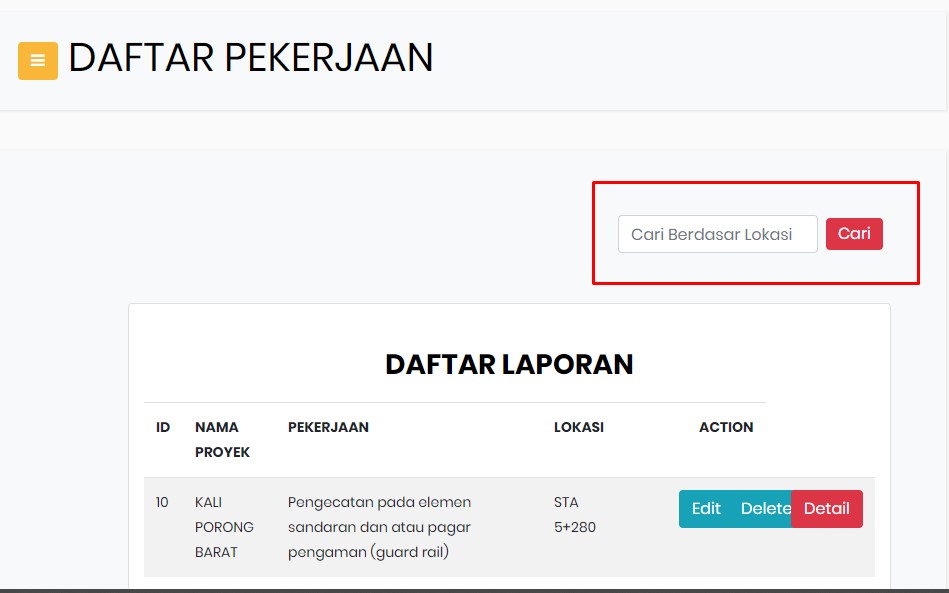 DAFTAR PEKERJAAN
Cari Berdasar Lokasi Cari
DAFTAR LAPORAN
ID NAMA PROYEK PEKERJAAN LOKASI ACTION
10 KALI PORONG BARAT Pengecatan pada elemen sandaran dan atau pagar pengaman (guard rail) STA 5+280 Edit Delete Detail